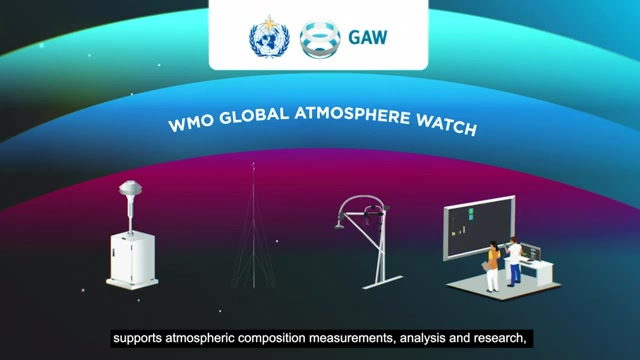 GAW
WMO GLOBAL ATMOSPHERE WATCH
supports atmospheric composition measurements, analysis and research,